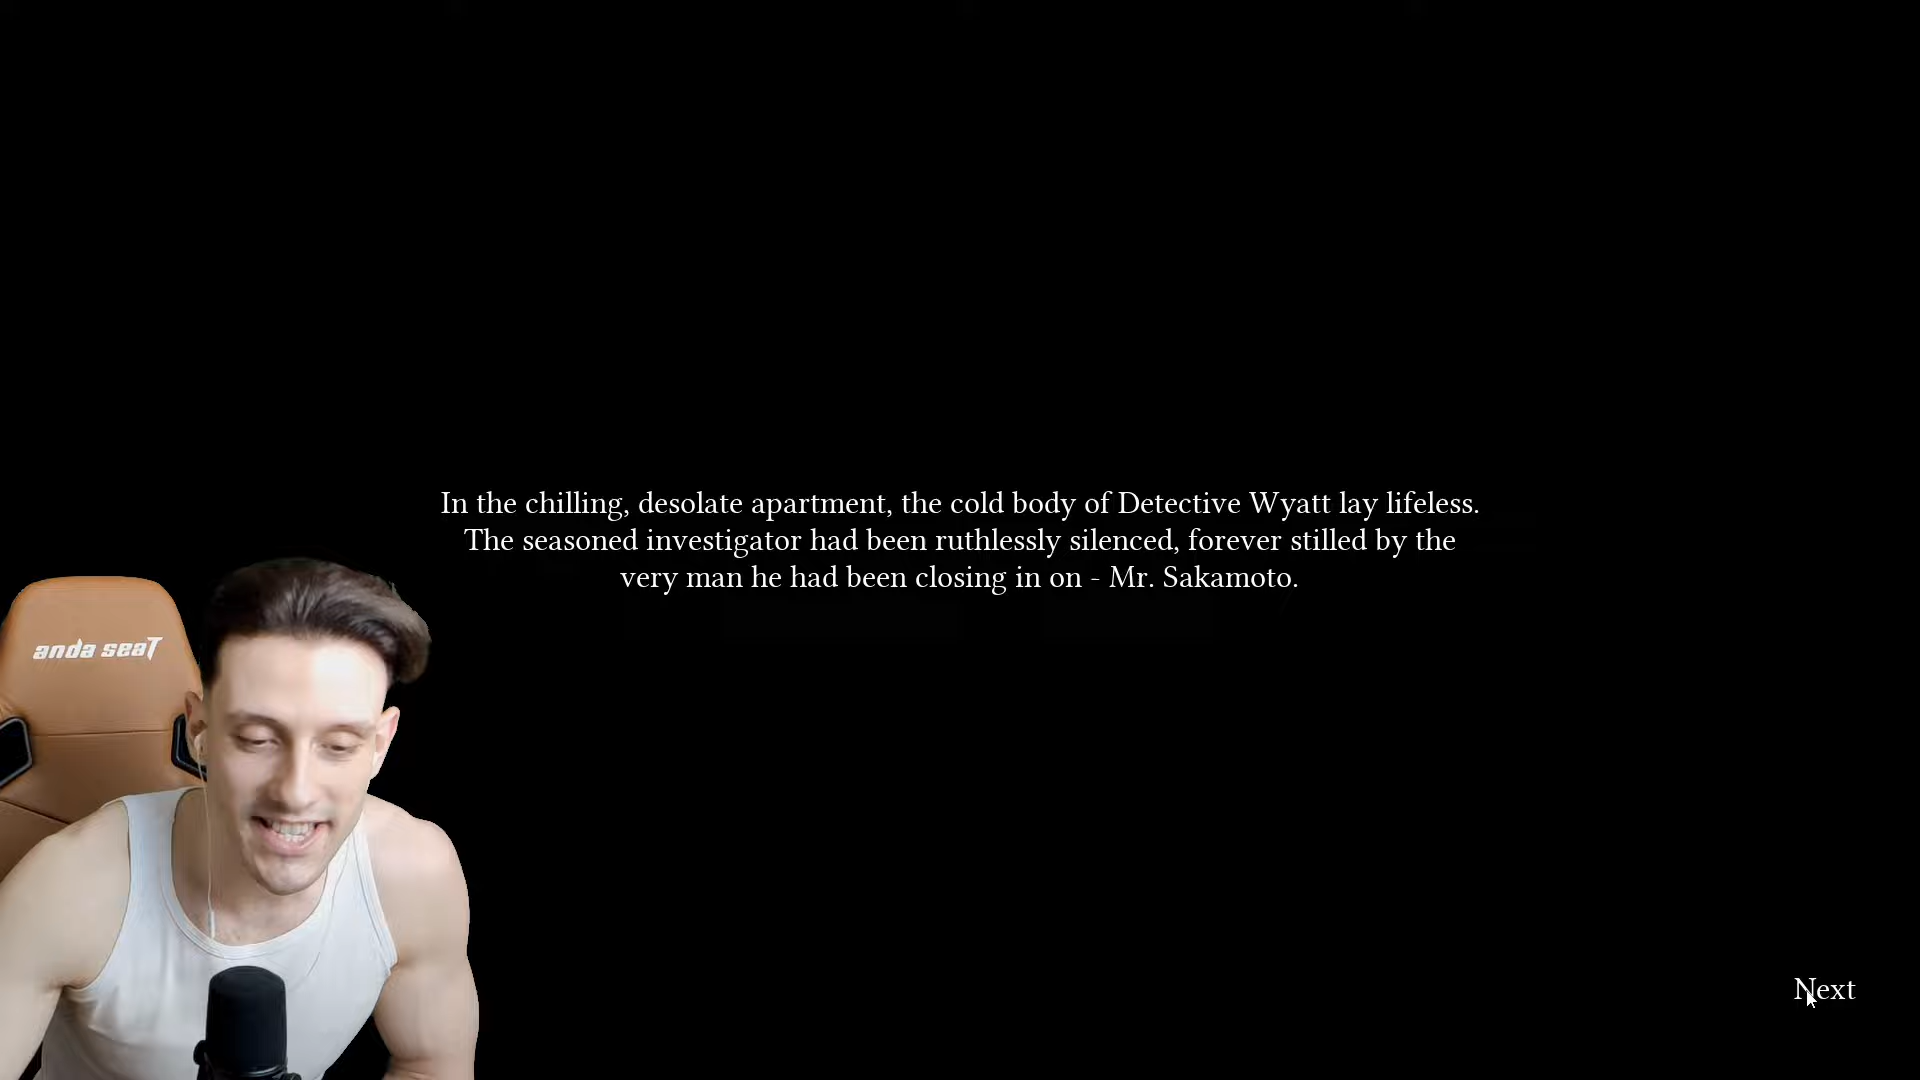 In the chilling, desolate apartment, the cold body of Detective Wyatt lay lifeless.
The seasoned investigator had been ruthlessly silenced, forever stilled by the
very man he had been closing in on - Mr. Sakamoto.
anda seaT
Next